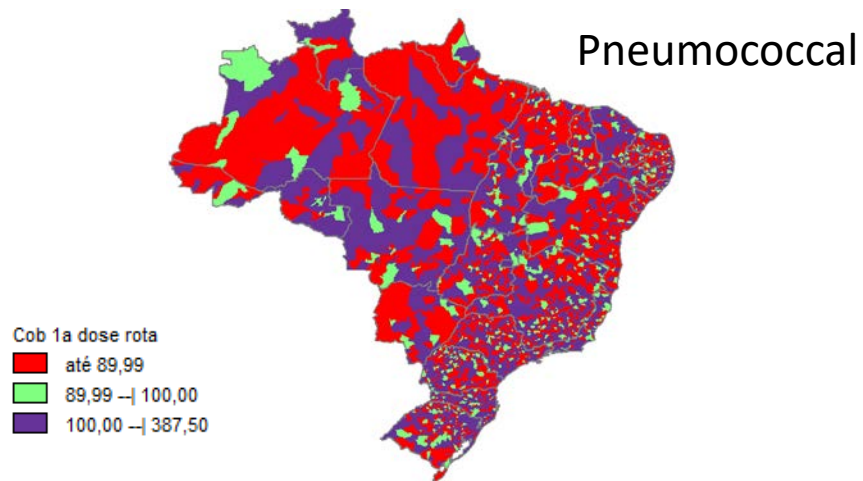 Pneumococcal
Cob 1a dose rota
até 89,99
89,99 --| 100,00
100,00 --| 387,50